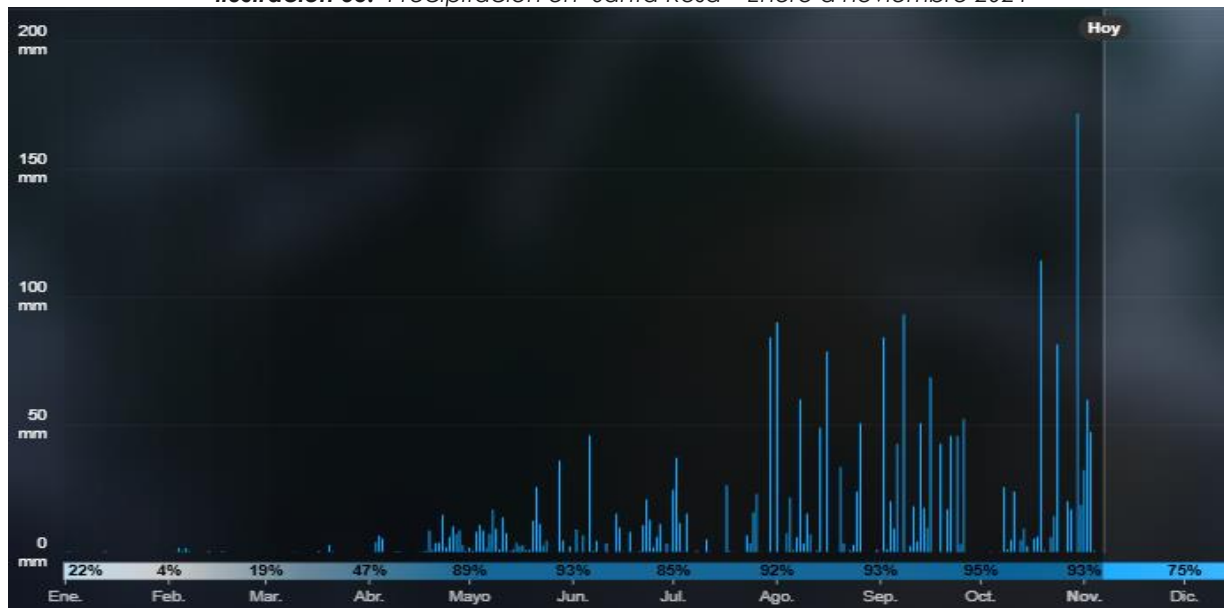 Ilustración 33. Precipitación en Santa Rosa – Enero a noviembre 2024
Hoy
200
mm
150
mm
100
mm
50
mm
0
mm
22% 4% 19% 47% 89% 93% 85% 92% 93% 95% 93% 75%
Ene. Feb. Mar. Abr. Mayo Jun. Jul. Ago. Sep. Oct. Nov. Dic.